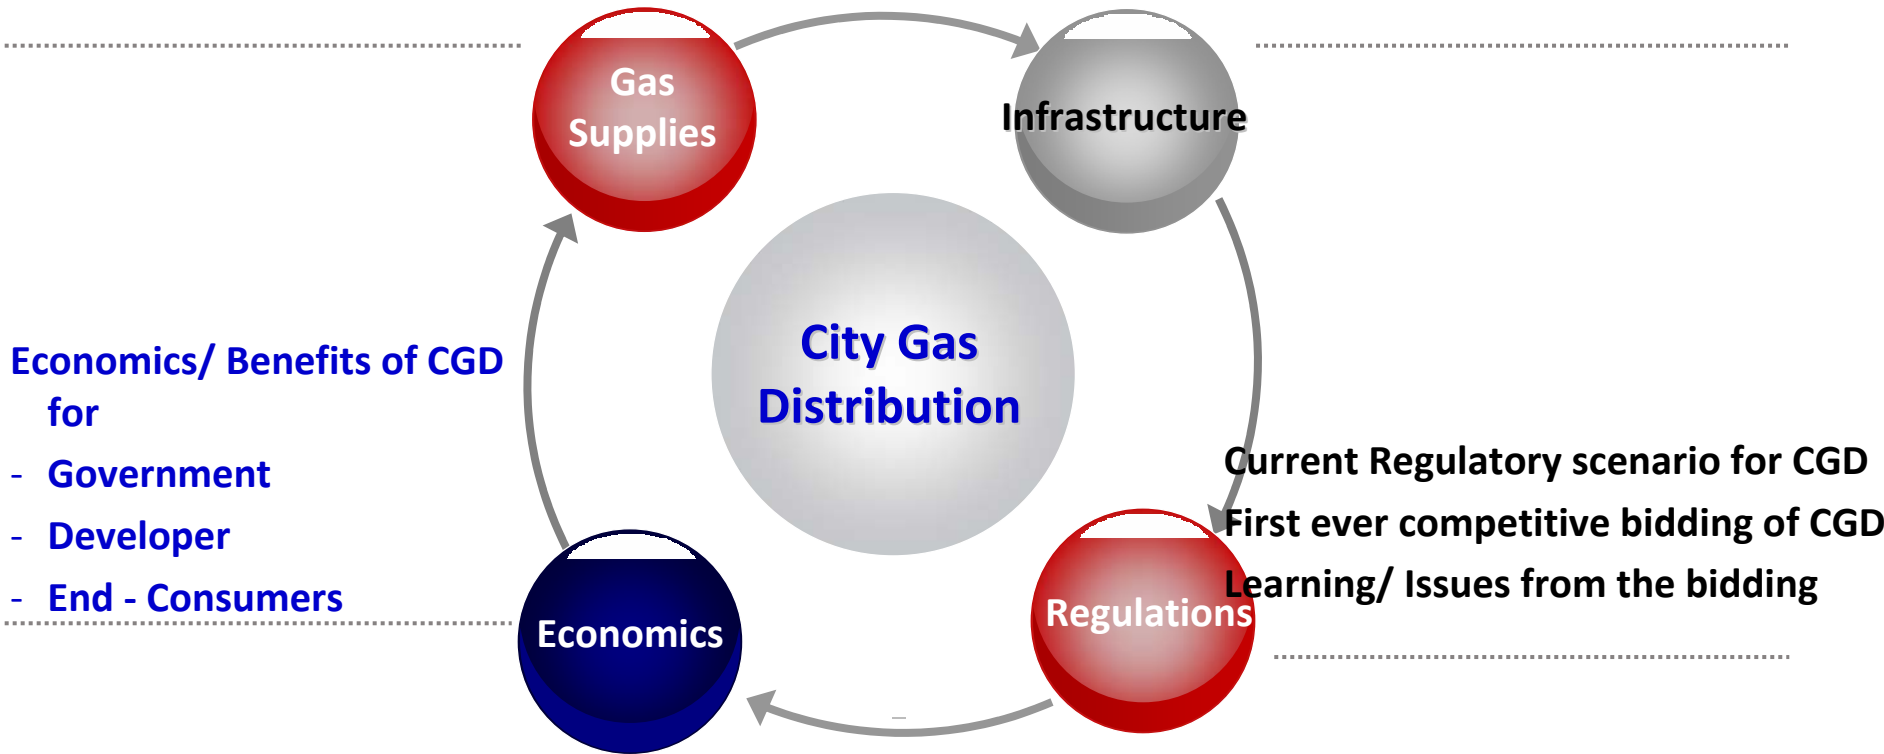 Gas
Supplies
Infrastructure
City Gas
Distribution
Economics/ Benefits of CGD
for
- Government
- Developer
- End - Consumers
Current Regulatory scenario for CGD
First ever competitive bidding of CGD
Learning/ Issues from the bidding
Economics
Regulations